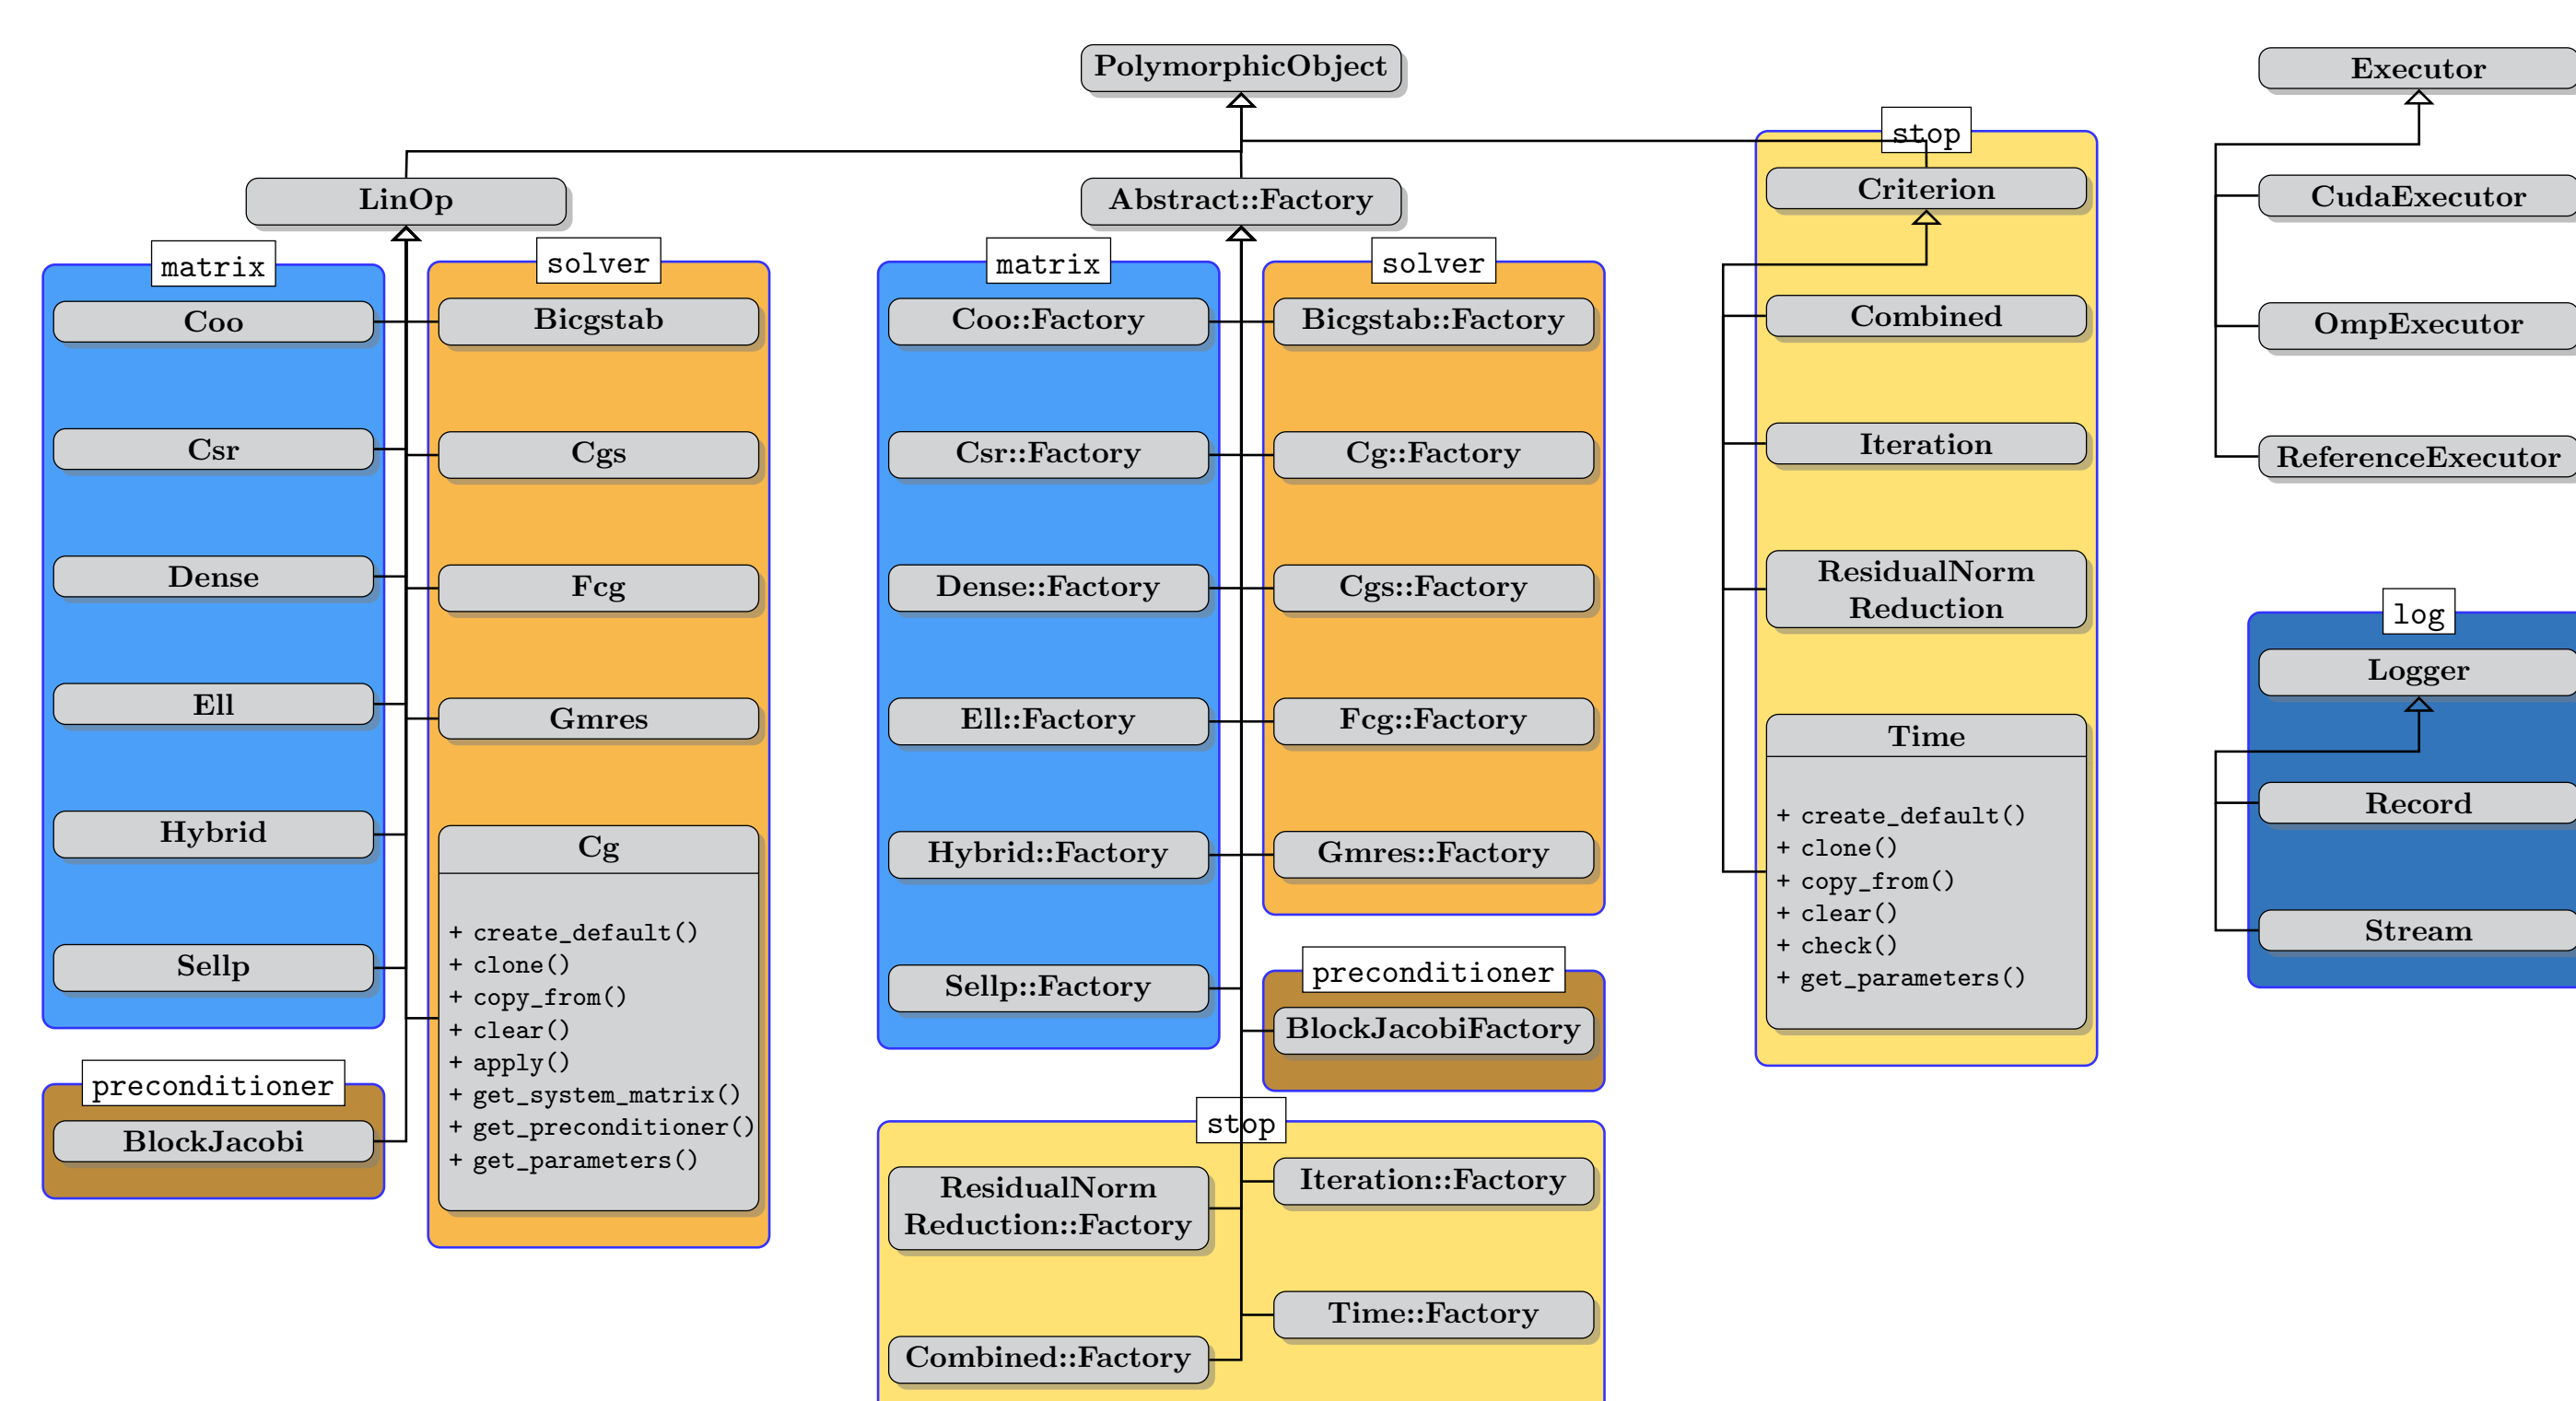 PolymorphicObject
LinOp
matrix
Coo
Csr
Dense
Ell
Hybrid
Sellp
preconditioner
BlockJacobi
solver
Bicgstab
Cgs
Fcg
Gmres
Cg
+ create_default()
+ clone()
+ copy_from()
+ clear()
+ apply()
+ get_system_matrix()
+ get_preconditioner()
+ get_parameters()
Abstract::Factory
matrix
Coo::Factory
Csr::Factory
Dense::Factory
Ell::Factory
Hybrid::Factory
Sellp::Factory
solver
Bicgstab::Factory
Cg::Factory
Cgs::Factory
Fcg::Factory
Gmres::Factory
preconditioner
BlockJacobiFactory
stop
ResidualNorm
Reduction::Factory
Combined::Factory
Iteration::Factory
Time::Factory
stop
Criterion
Combined
Iteration
ResidualNorm
Reduction
Time
+ create_default()
+ clone()
+ copy_from()
+ clear()
+ check()
+ get_parameters()
Executor
CudaExecutor
OmpExecutor
ReferenceExecutor
log
Logger
Record
Stream